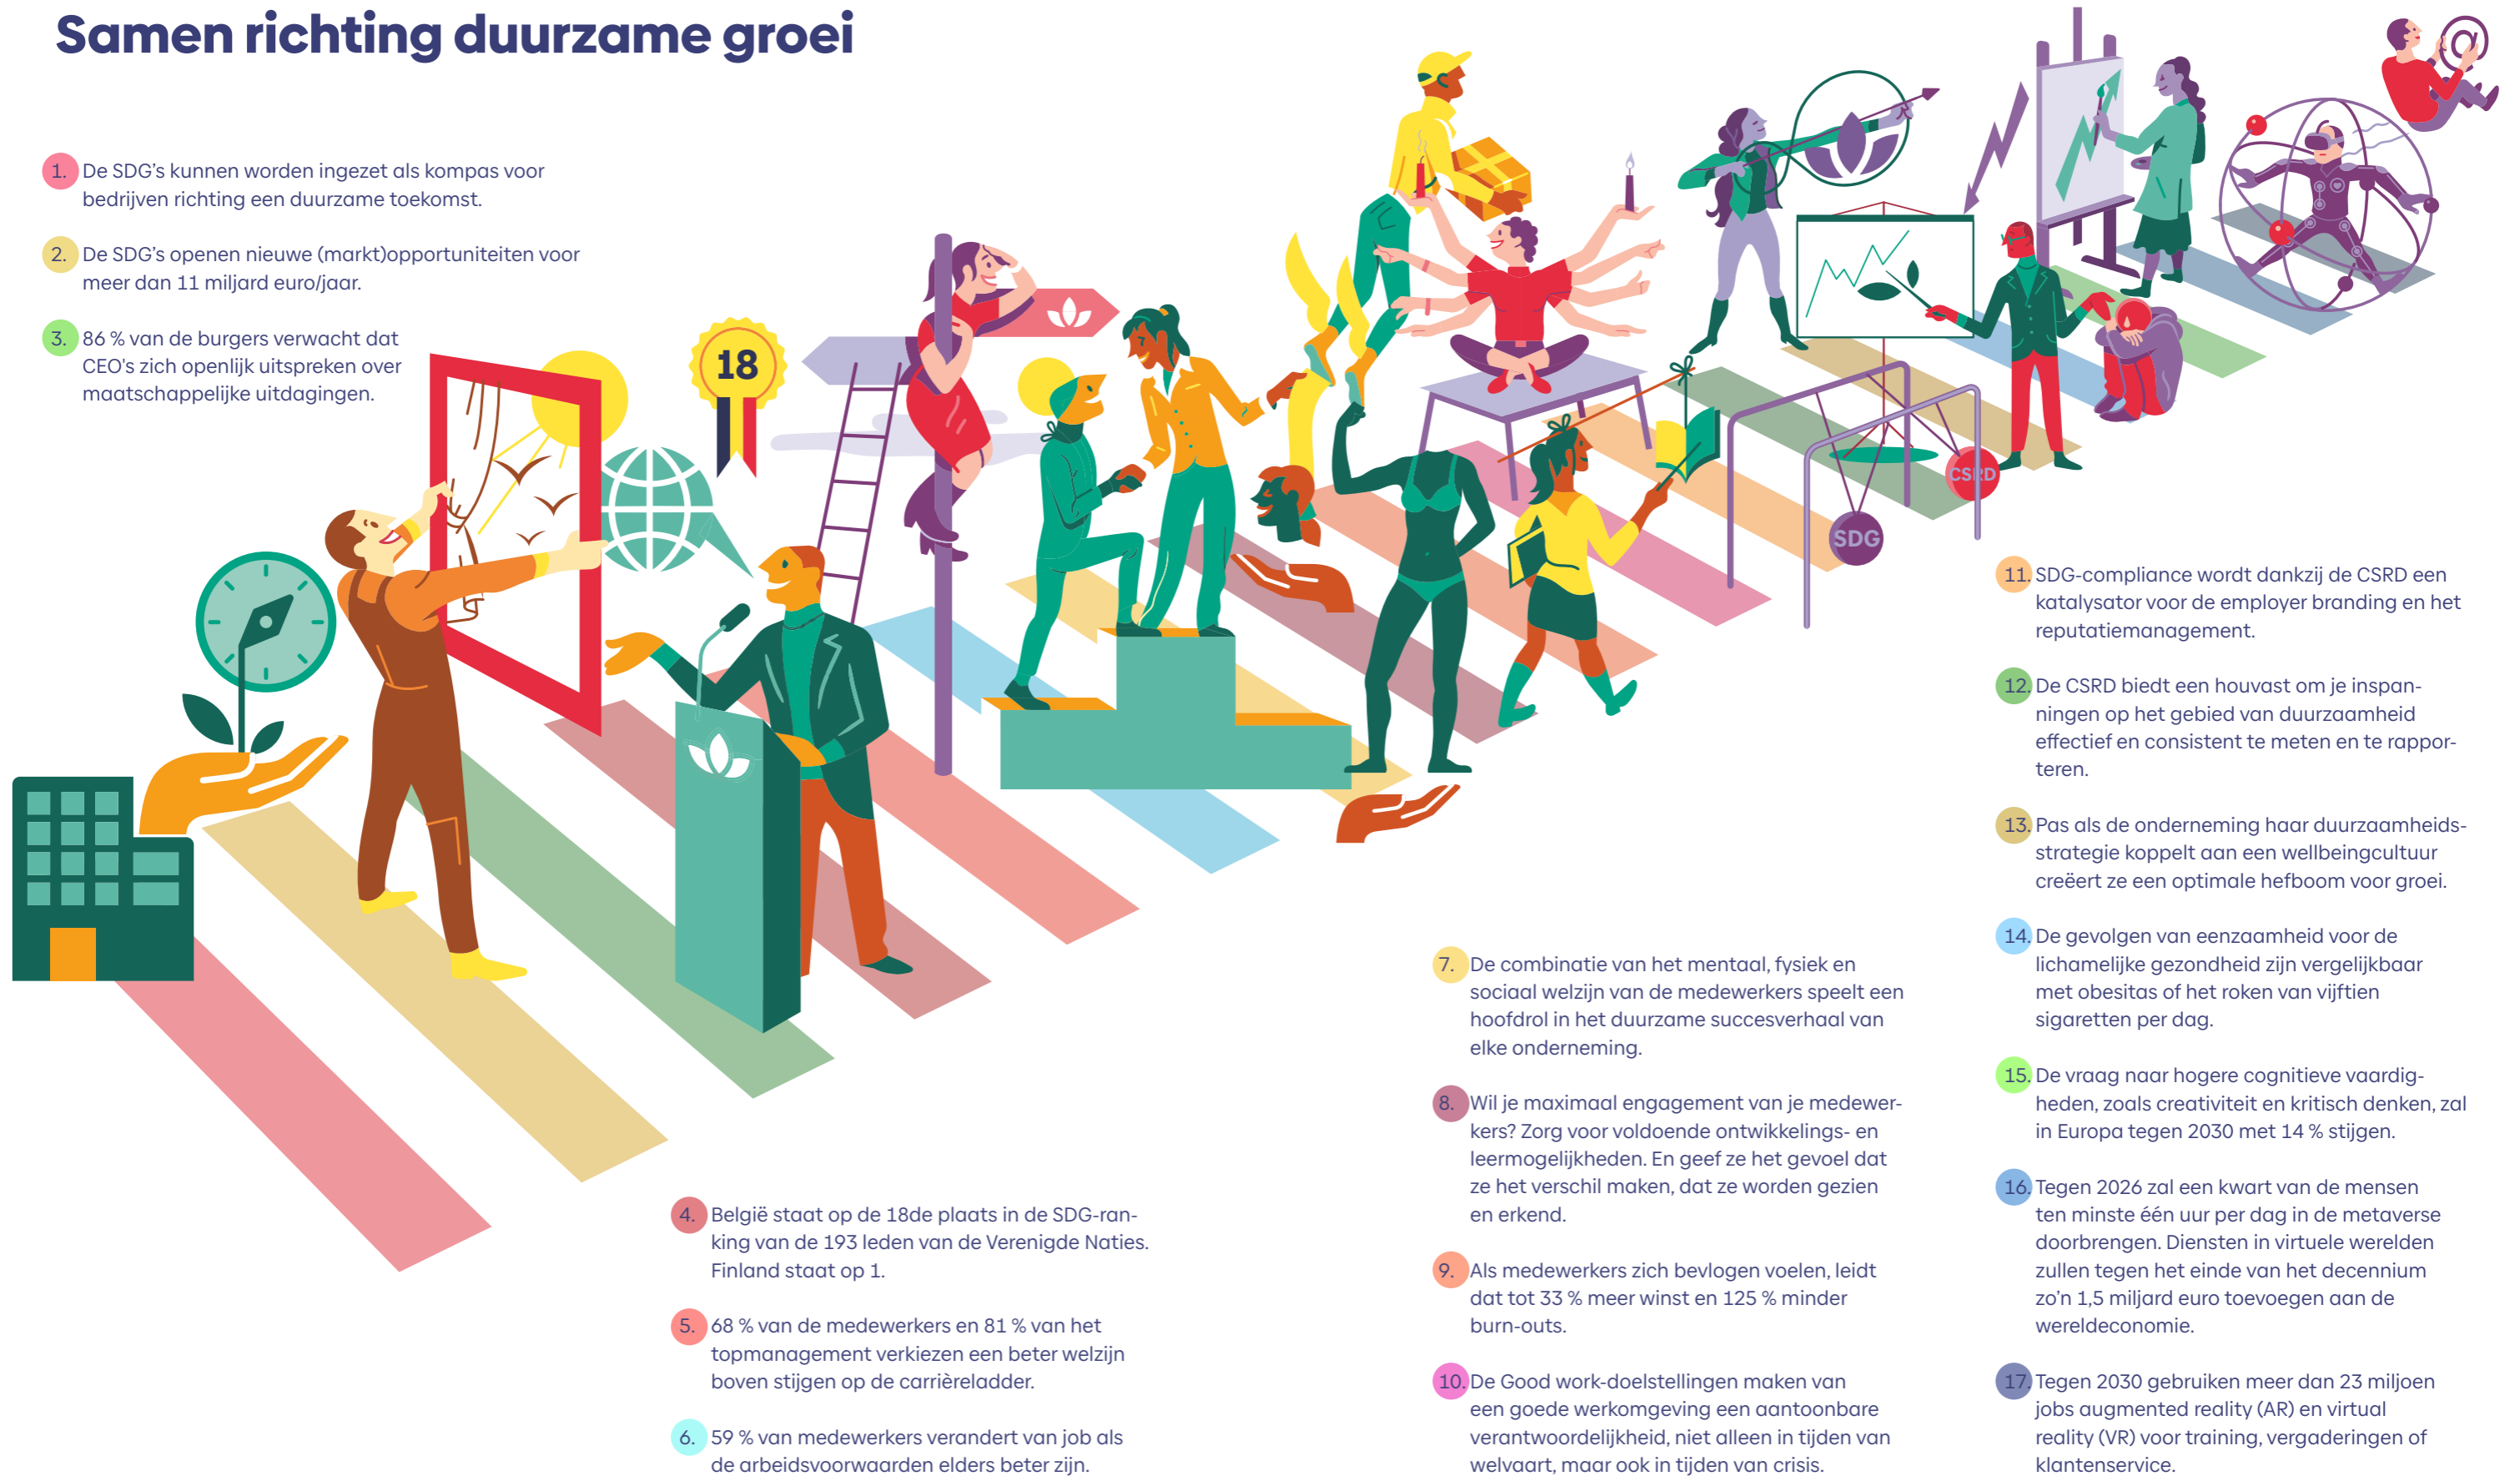 Samen richting duurzame groei
1. De SDG's kunnen worden ingezet als kompas voor
bedrijven richting een duurzame toekomst.
2. De SDG's openen nieuwe (markt)opportuniteiten voor
meer dan 11 miljard euro/jaar.
3. 86 % van de burgers verwacht dat
CEO's zich openlijk uitspreken over
maatschappelijke uitdagingen.
18
@
SDG
CSRD
4. België staat op de 18de plaats in de SDG-ran-
king van de 193 leden van de Verenigde Naties.
Finland staat op 1.
5. 68 % van de medewerkers en 81 % van het
topmanagement verkiezen een beter welzijn
boven stijgen op de carrièreladder.
6. 59 % van medewerkers verandert van job als
de arbeidsvoorwaarden elders beter zijn.
7. De combinatie van het mentaal, fysiek en
sociaal welzijn van de medewerkers speelt een
hoofdrol in het duurzame succesverhaal van
elke onderneming.
8. Wil je maximaal engagement van je medewer-
kers? Zorg voor voldoende ontwikkelings- en
leermogelijkheden. En geef ze het gevoel dat
ze het verschil maken, dat ze worden gezien
en erkend.
9. Als medewerkers zich bevlogen voelen, leidt
dat tot 33 % meer winst en 125 % minder
burn-outs.
10. De Good work-doelstellingen maken van
een goede werkomgeving een aantoonbare
verantwoordelijkheid, niet alleen in tijden van
welvaart, maar ook in tijden van crisis.
11. SDG-compliance wordt dankzij de CSRD een
katalysator voor de employer branding en het
reputatiemanagement.
12. De CSRD biedt een houvast om je inspan-
ningen op het gebied van duurzaamheid
effectief en consistent te meten en te rappor-
teren.
13. Pas als de onderneming haar duurzaamheids-
strategie koppelt aan een wellbeingcultuur
creëert ze een optimale hefboom voor groei.
14. De gevolgen van eenzaamheid voor de
lichamelijke gezondheid zijn vergelijkbaar
met obesitas of het roken van vijftien
sigaretten per dag.
15. De vraag naar hogere cognitieve vaardig-
heden, zoals creativiteit en kritisch denken, zal
in Europa tegen 2030 met 14 % stijgen.
16. Tegen 2026 zal een kwart van de mensen
ten minste één uur per dag in de metaverse
doorbrengen. Diensten in virtuele werelden
zullen tegen het einde van het decennium
zo'n 1,5 miljard euro toevoegen aan de
wereldeconomie.
17. Tegen 2030 gebruiken meer dan 23 miljoen
jobs augmented reality (AR) en virtual
reality (VR) voor training, vergaderingen of
klantenservice.